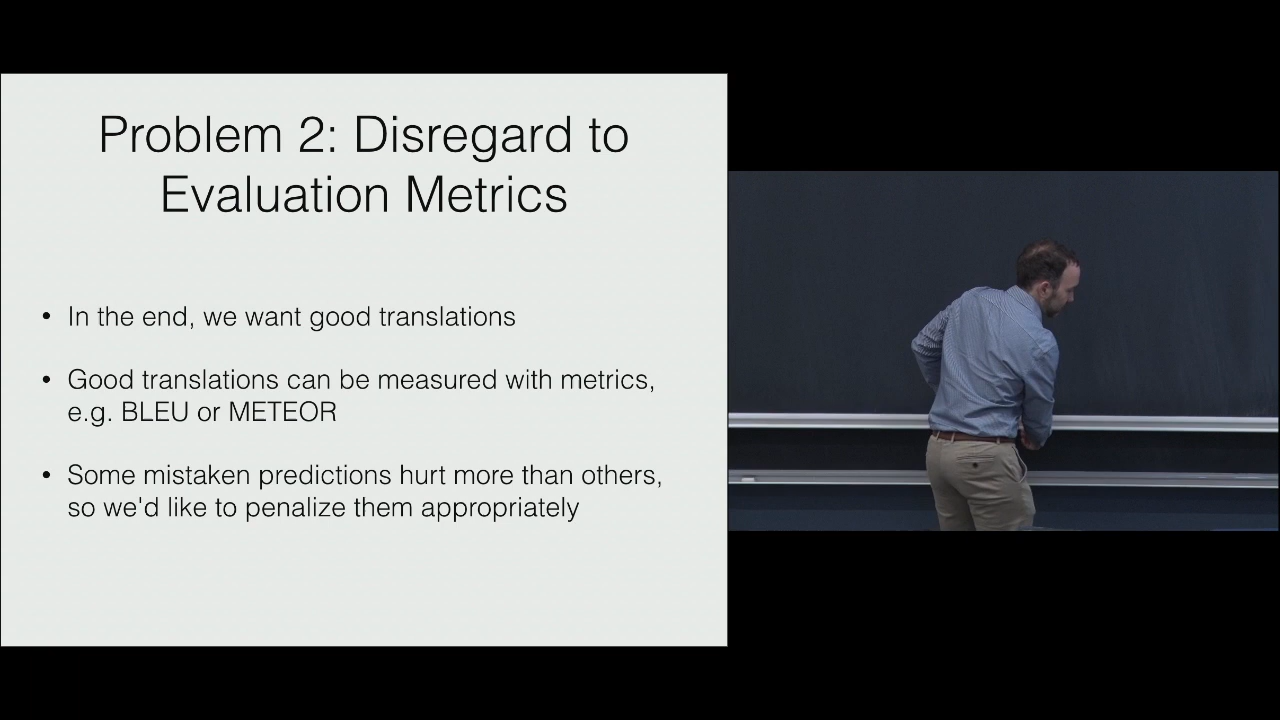 Problem 2: Disregard to
Evaluation Metrics
• In the end, we want good translations
• Good translations can be measured with metrics,
e.g. BLEU or METEOR
• Some mistaken predictions hurt more than others,
so we'd like to penalize them appropriately